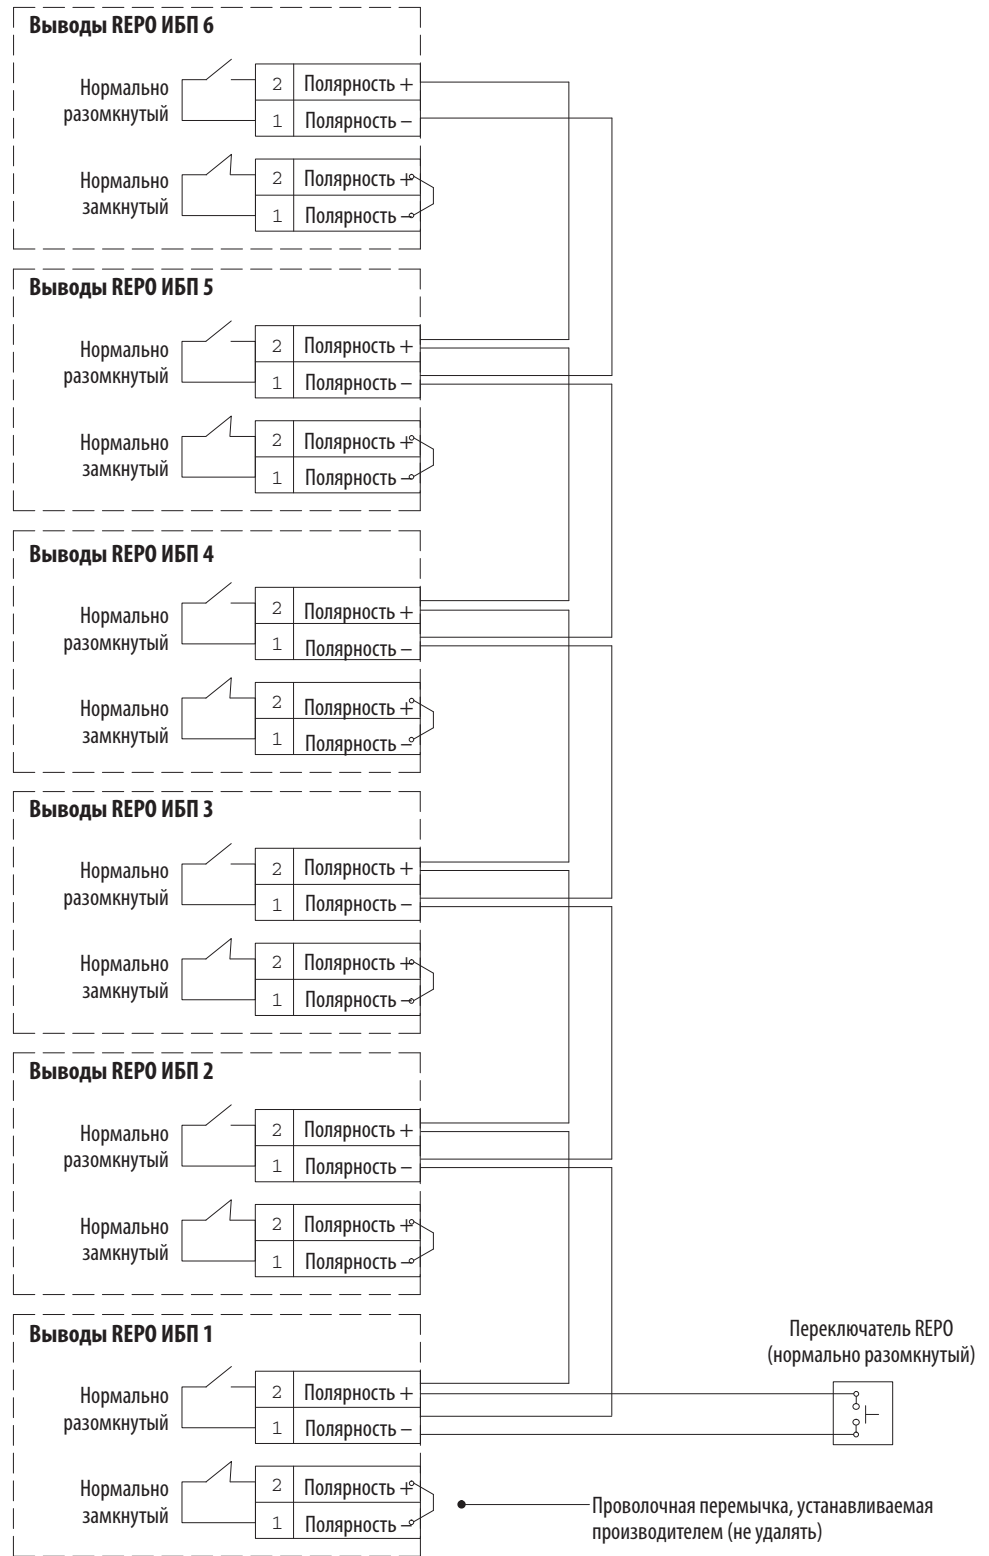 Выводы REPO ИБП 6
Нормально
разомкнутый
2 Полярность +
1 Полярность –
Нормально
замкнутый
2 Полярность +
1 Полярность –
Выводы REPO ИБП 5
Нормально
разомкнутый
2 Полярность +
1 Полярность –
Нормально
замкнутый
2 Полярность +
1 Полярность –
Выводы REPO ИБП 4
Нормально
разомкнутый
2 Полярность +
1 Полярность –
Нормально
замкнутый
2 Полярность +
1 Полярность –
Выводы REPO ИБП 3
Нормально
разомкнутый
2 Полярность +
1 Полярность –
Нормально
замкнутый
2 Полярность +
1 Полярность –
Выводы REPO ИБП 2
Нормально
разомкнутый
2 Полярность +
1 Полярность –
Нормально
замкнутый
2 Полярность +
1 Полярность –
Выводы REPO ИБП 1
Нормально
разомкнутый
2 Полярность +
1 Полярность –
Переключатель REPO
(нормально разомкнутый)
Нормально
замкнутый
2 Полярность +
1 Полярность –
Проволочная перемычка, устанавливаемая
производителем (не удалять)